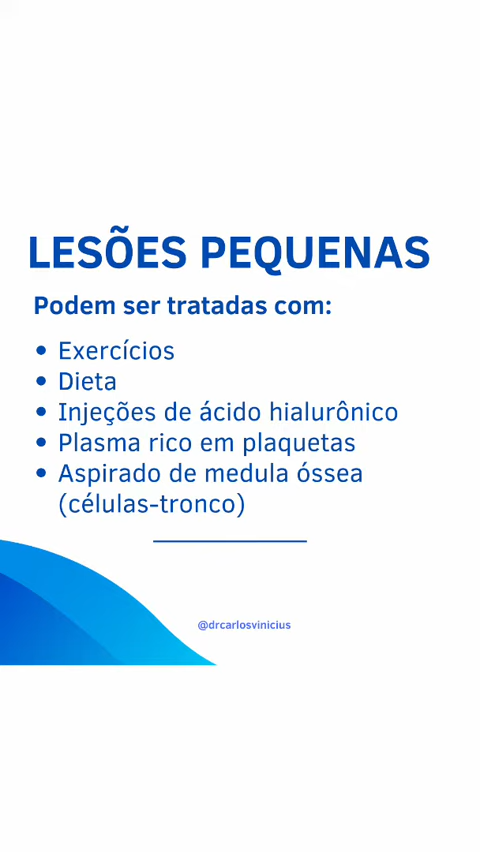 LESÕES PEQUENAS
Podem ser tratadas com:
• Exercícios
• Dieta
• Injeções de ácido hialurônico
• Plasma rico em plaquetas
• Aspirado de medula óssea
(células-tronco)
@drcarlosvinicius